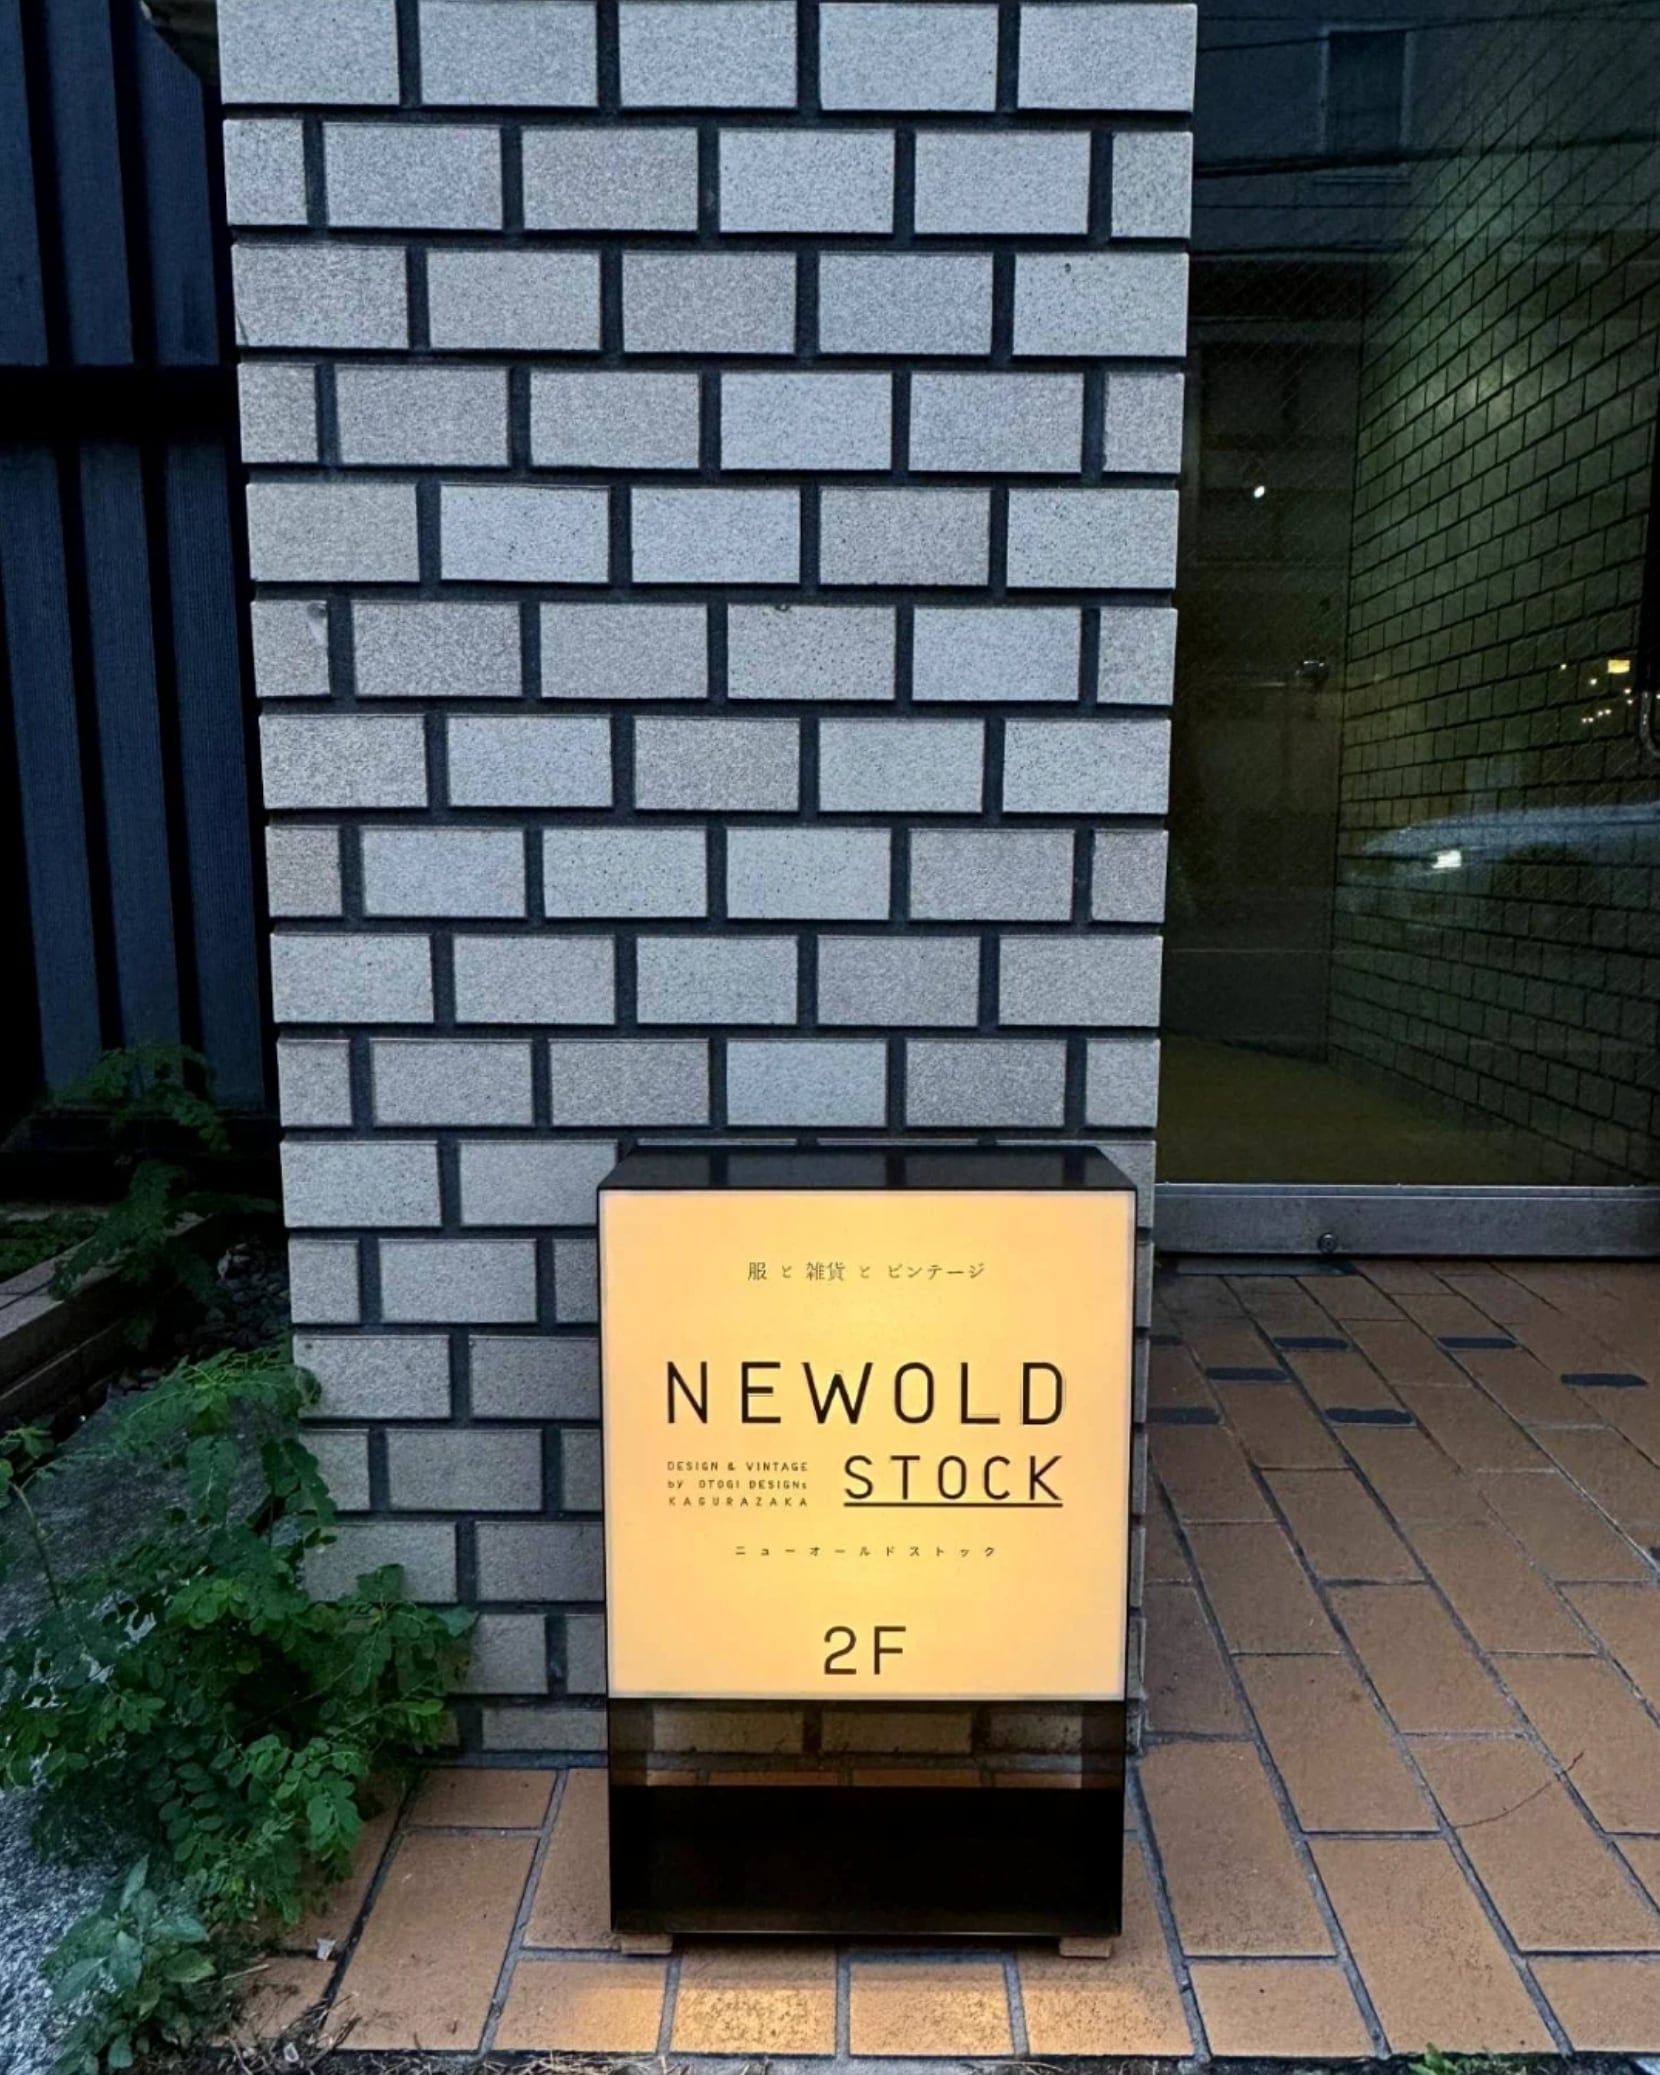 服と雑貨とビンテージ
NEWOLD
STOCK
DESIGN & VINTAGE
by OTOGI DESIGNs
KAGURAZAKA
ニューオールドストック
2F